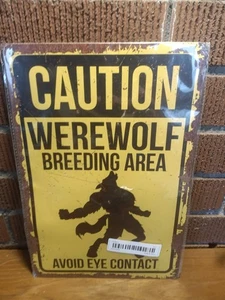 CAUTION
WEREWOLF
BREEDING AREA
AVOID EYE CONTACT